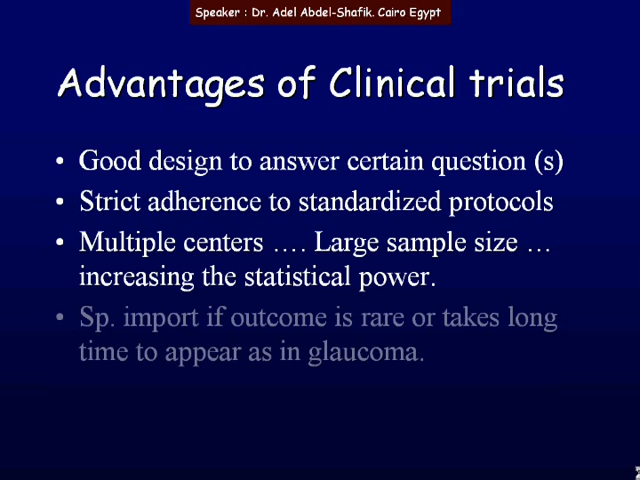 Speaker : Dr. Adel Abdel-Shafik. Cairo Egypt
Advantages of Clinical trials
• Good design to answer certain question (s)
• Strict adherence to standardized protocols
• Multiple centers …. Large sample size …
increasing the statistical power.
• Sp. import if outcome is rare or takes long
time to appear as in glaucoma.